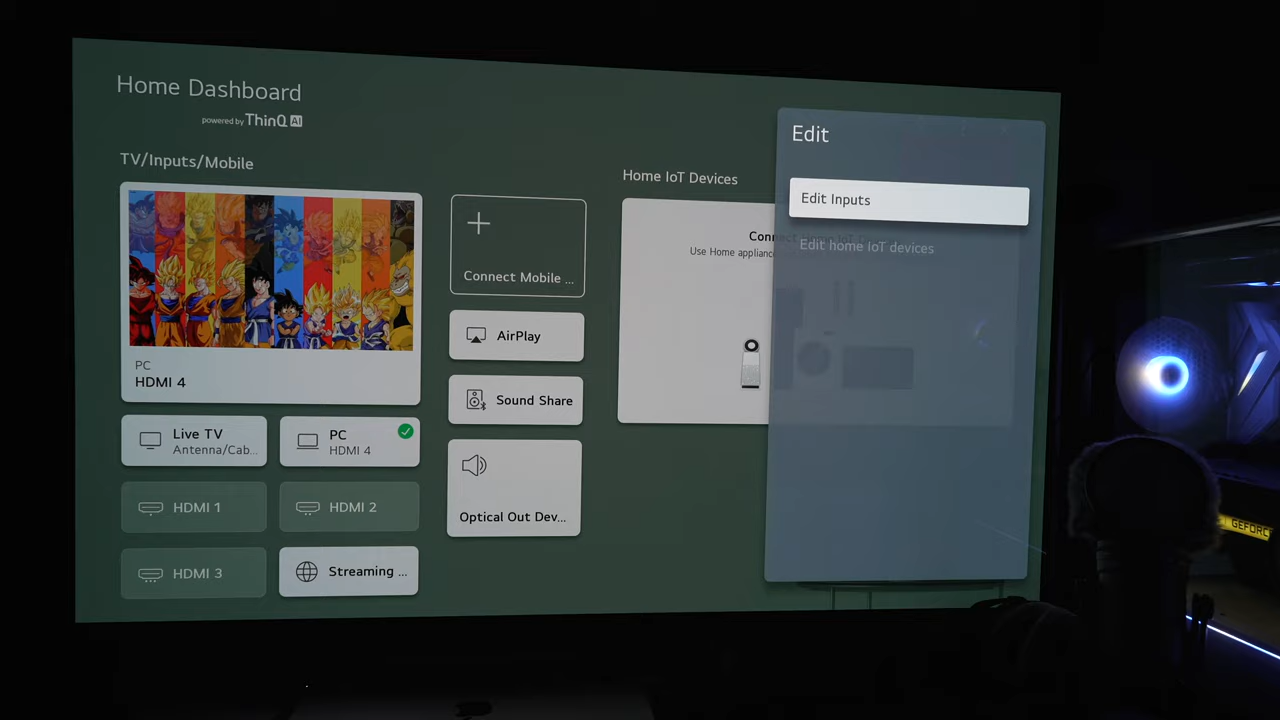 Home Dashboard
powered by ThinQ AI
TV/Inputs/Mobile
PC
HDMI 4
Live TV
Antenna/Cab...
PC
HDMI 4
HDMI 1
HDMI 2
HDMI 3
Streaming ...
Connect Mobile ...
AirPlay
Sound Share
Optical Out Dev...
Home IoT Devices
Use Home applianc
Edit
Edit Inputs
Edit home IoT devices
GEFORC